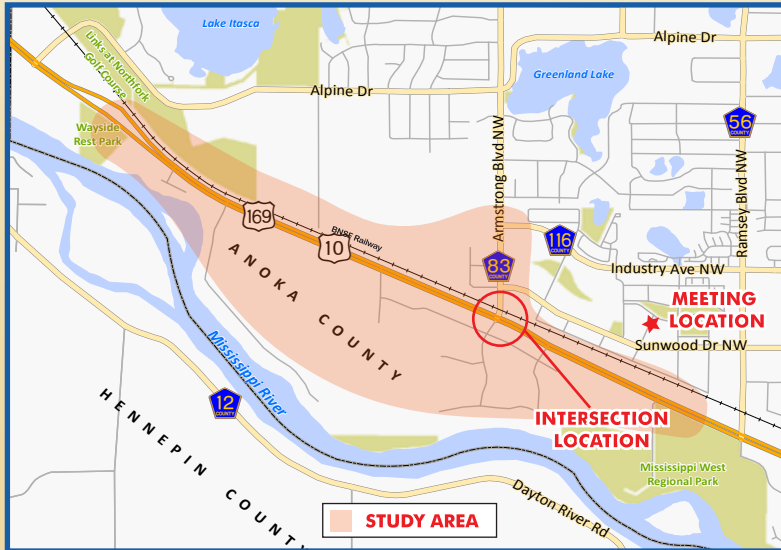 Lake Itasca
Alpine Dr
Links at Northfork
Golf Course
Greenland Lake
Alpine Dr
56
COUNTY
Wayside
Rest Park
Armstrong Blvd NW
Ramsey Blvd NW
169
BNSF Railway
10
116
COUNTY
83
COUNTY
Industry Ave NW
ANOKA COUNTY
MEETING
LOCATION
Sunwood Dr NW
Mississippi River
12
COUNTY
HENNEPIN COUNTY
INTERSECTION
LOCATION
Mississippi West
Regional Park
Dayton River Rd
STUDY AREA